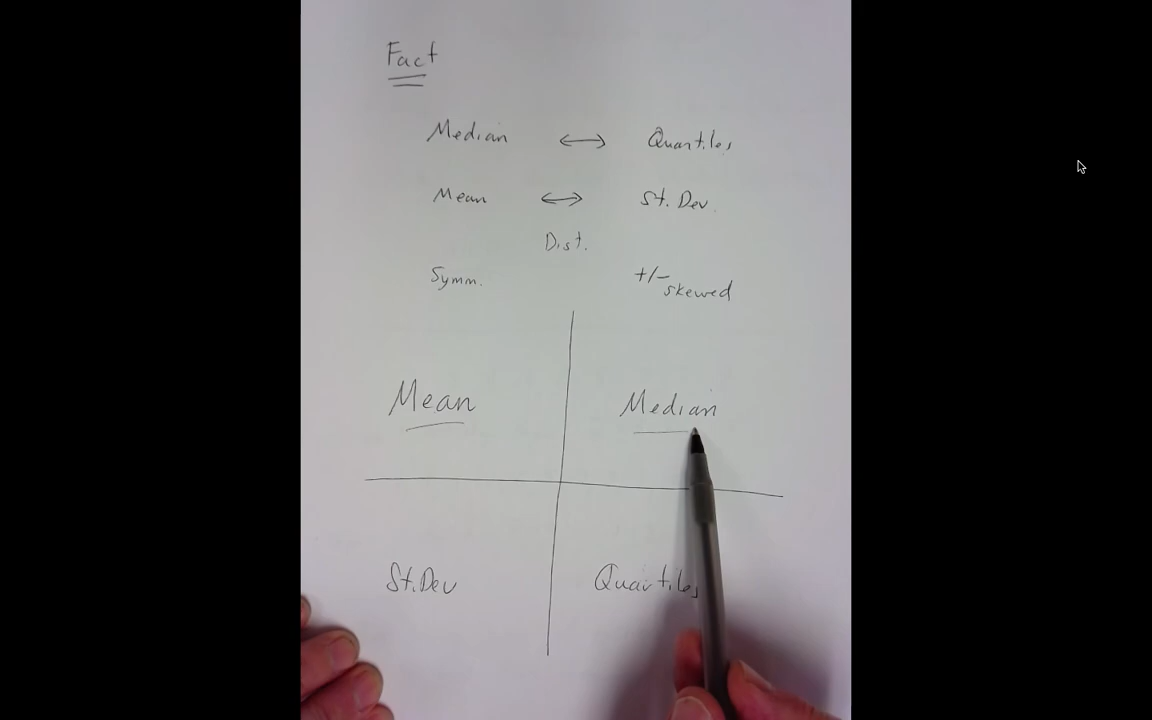 Fact
Median ↔ Quartiles
Mean ↔ St. Dev.
Dist.
Symm. +/- skewed
Mean Median
St. Dev Quartiles